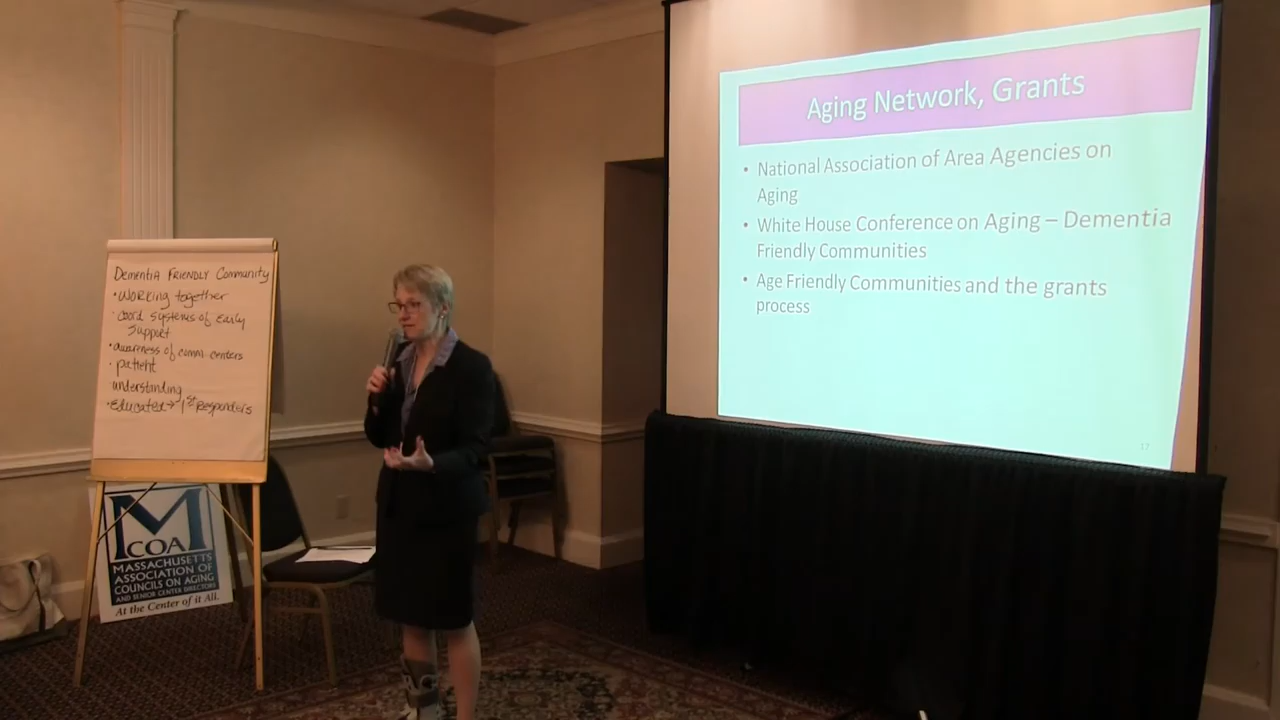 Dementia FRIENDLY Community
• WORKing together
• coord systems of early
support
• awareness of comm. centers
• patient
understanding
• Educated → 1st Responders
M
COA
MASSACHUSETTS
ASSOCIATION OF
COUNCILS ON AGING
AND SENIOR CENTER DIRECTORS
At the Center of it All.
Aging Network, Grants
• National Association of Area Agencies on
Aging
• White House Conference on Aging – Dementia
Friendly Communities
• Age Friendly Communities and the grants
process
17